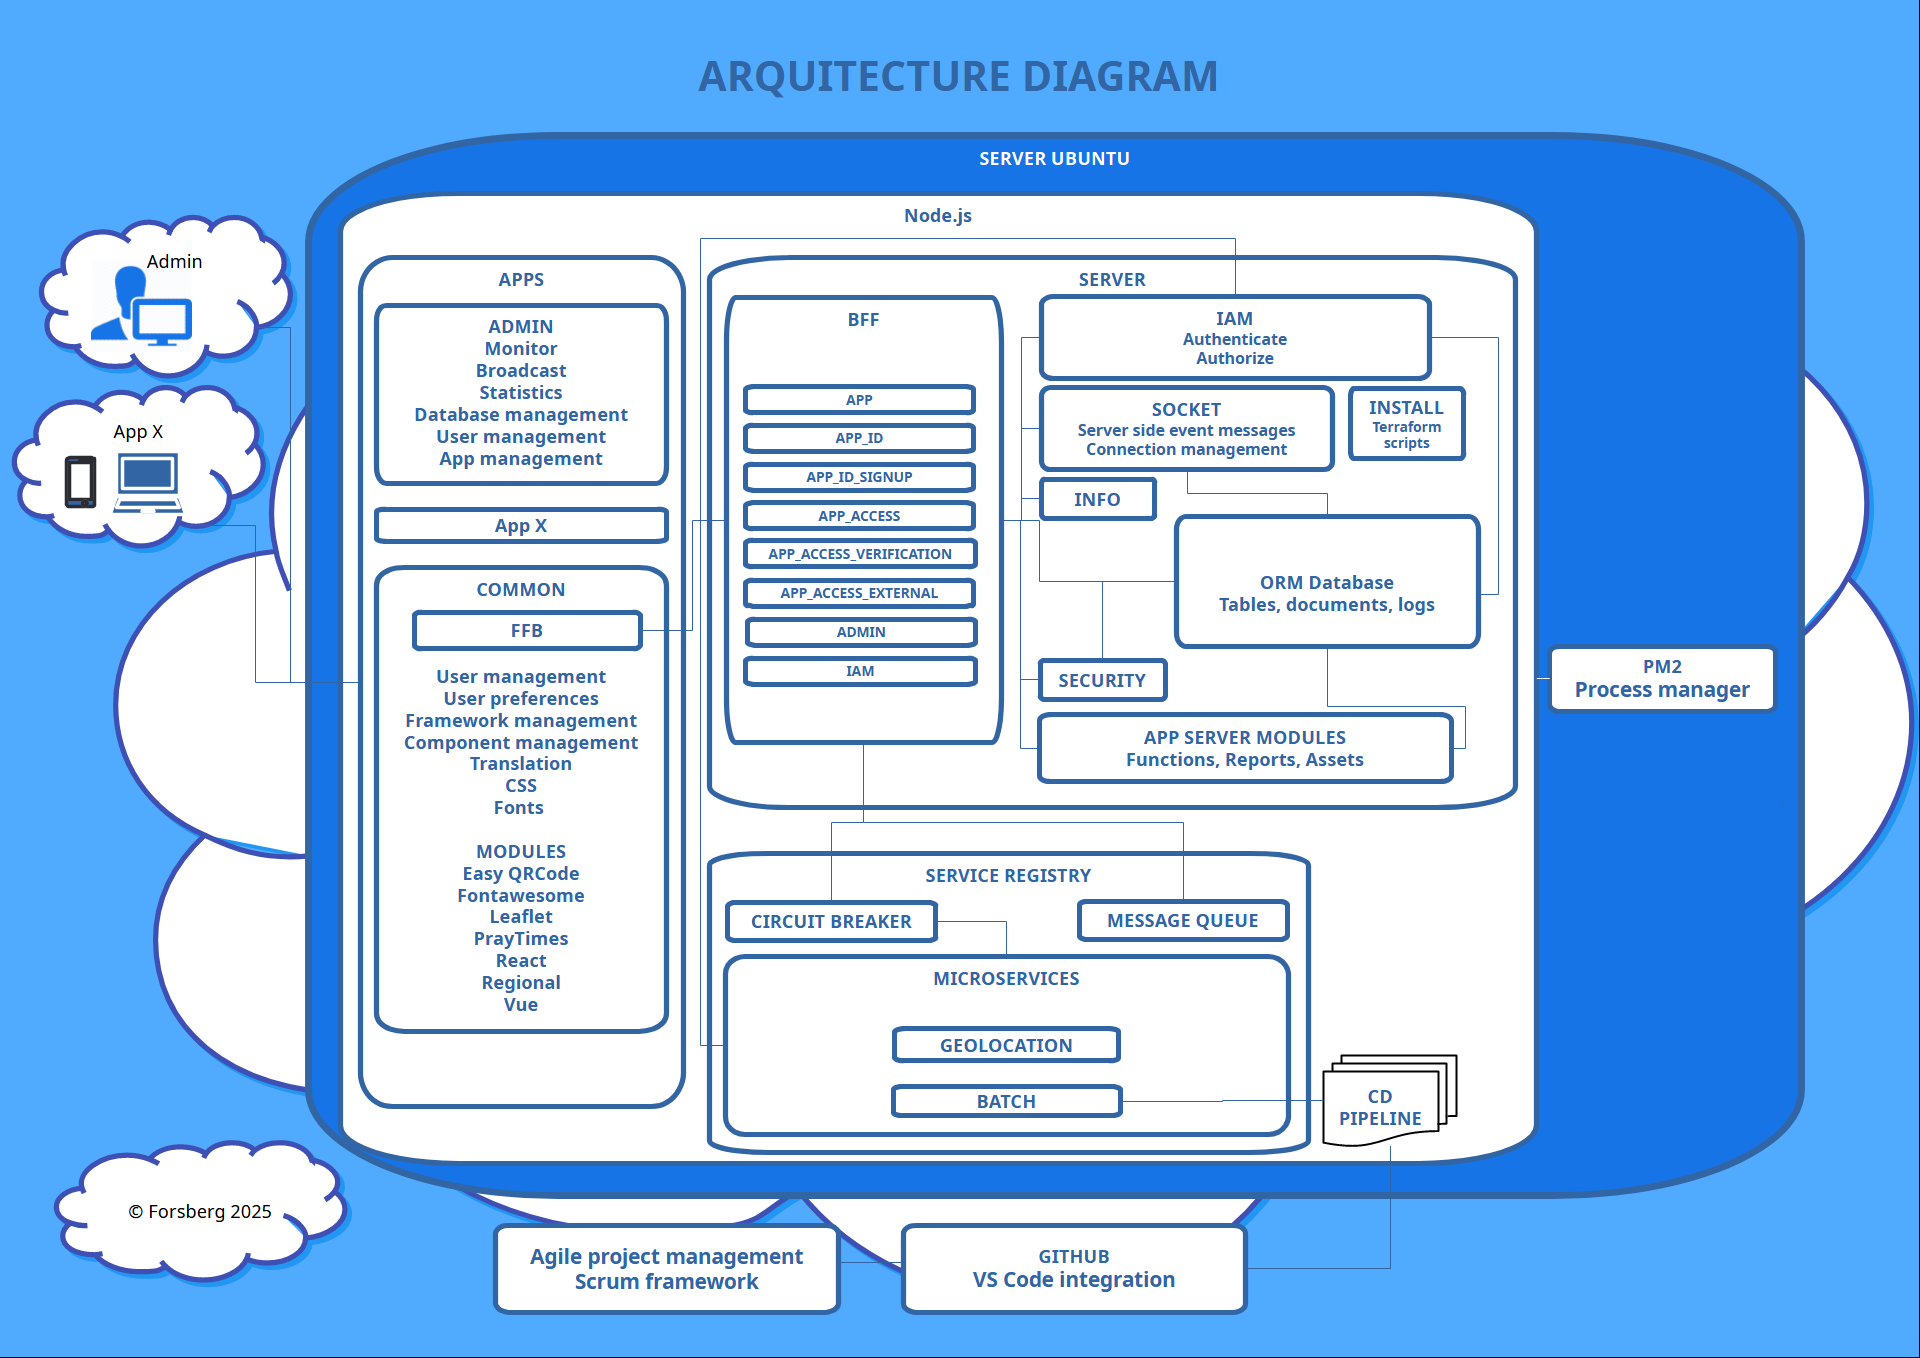 ARQUITECTURE DIAGRAM
SERVER UBUNTU
Node.js
Admin
App X
APPS
ADMIN
Monitor
Broadcast
Statistics
Database management
User management
App management
App X
COMMON
FFB
User management
User preferences
Framework management
Component management
Translation
CSS
Fonts
MODULES
Easy QRCode
Fontawesome
Leaflet
PrayTimes
React
Regional
Vue
SERVER
BFF
APP
APP_ID
APP_ID_SIGNUP
APP_ACCESS
APP_ACCESS_VERIFICATION
APP_ACCESS_EXTERNAL
ADMIN
IAM
IAM
Authenticate
Authorize
SOCKET
Server side event messages
Connection management
INSTALL
Terraform
scripts
INFO
ORM Database
Tables, documents, logs
SECURITY
APP SERVER MODULES
Functions, Reports, Assets
PM2
Process manager
SERVICE REGISTRY
CIRCUIT BREAKER
MESSAGE QUEUE
MICROSERVICES
GEOLOCATION
BATCH
CD
PIPELINE
© Forsberg 2025
Agile project management
Scrum framework
GITHUB
VS Code integration